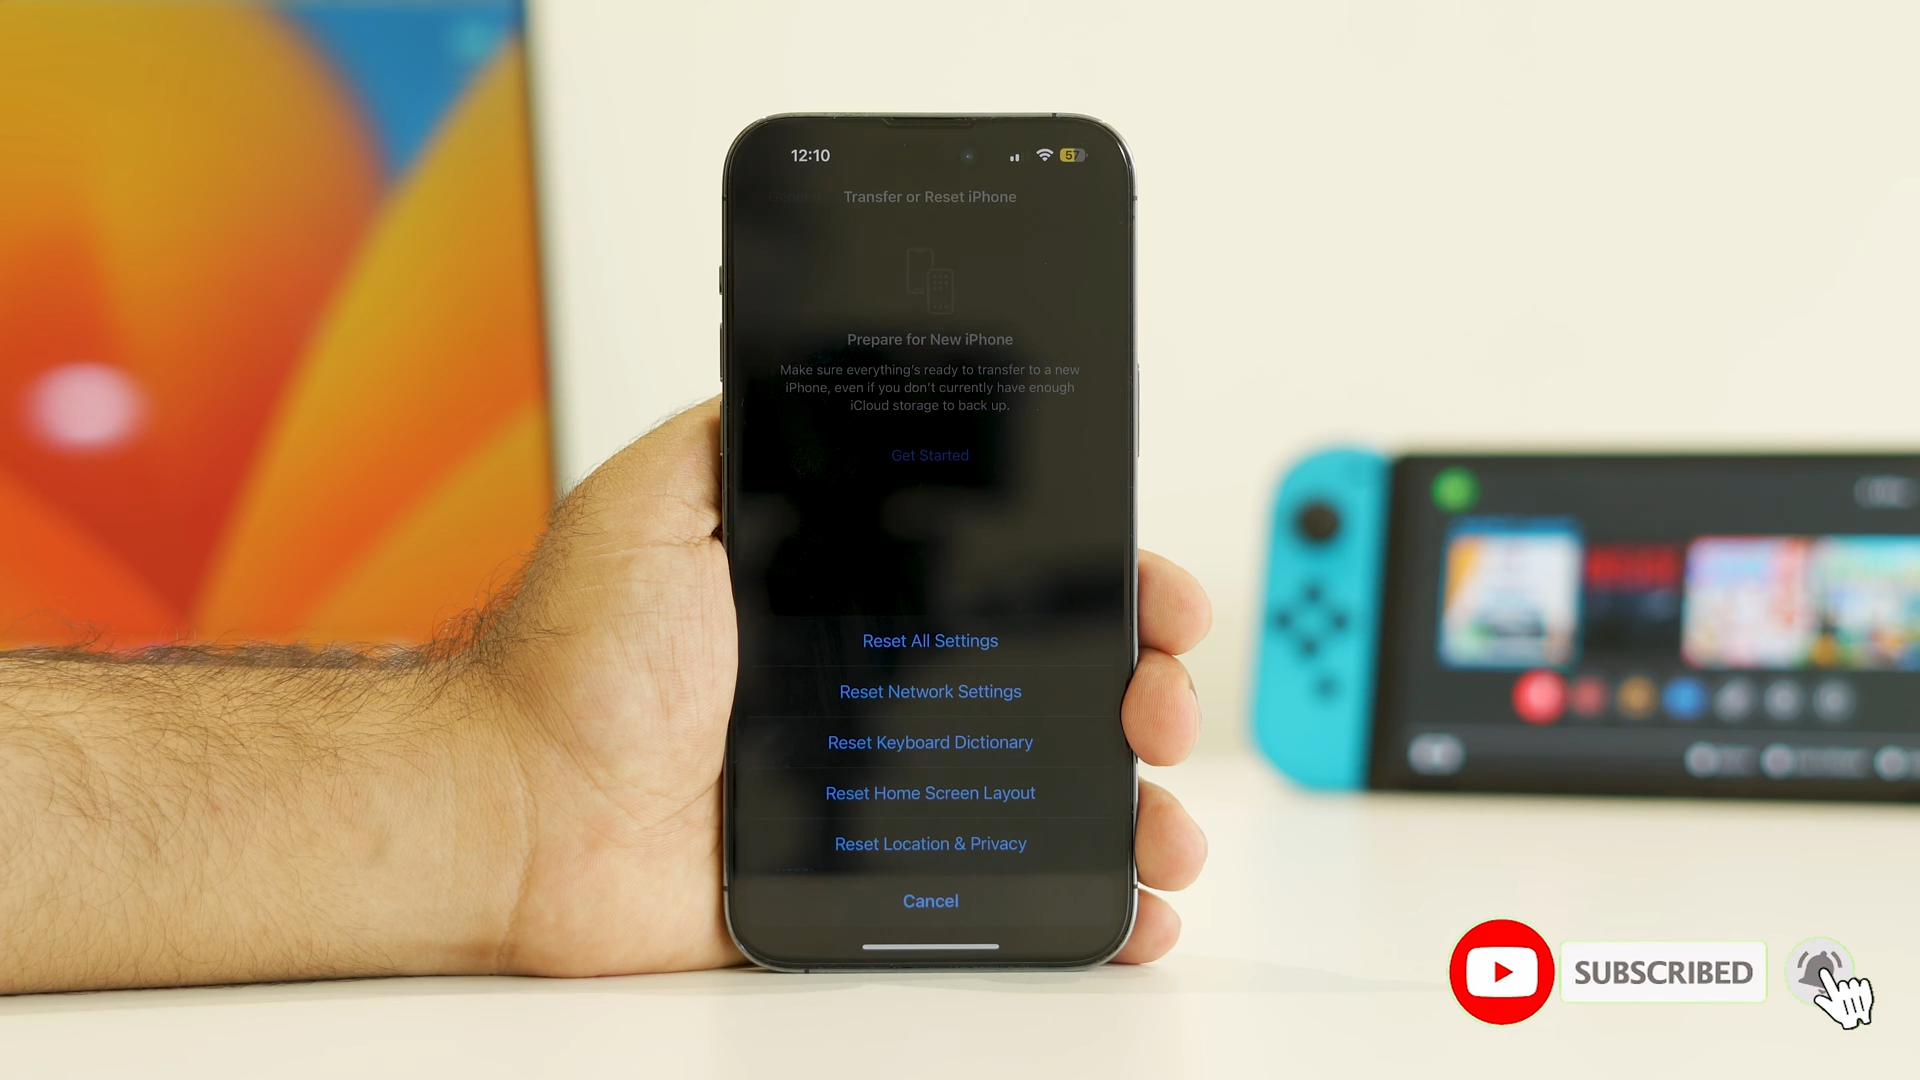 12:10
57
General
Transfer or Reset iPhone
Prepare for New iPhone
Make sure everything's ready to transfer to a new
iPhone, even if you don't currently have enough
iCloud storage to back up.
Get Started
Reset All Settings
Reset Network Settings
Reset Keyboard Dictionary
Reset Home Screen Layout
Reset Location & Privacy
Cancel
SUBSCRIBED